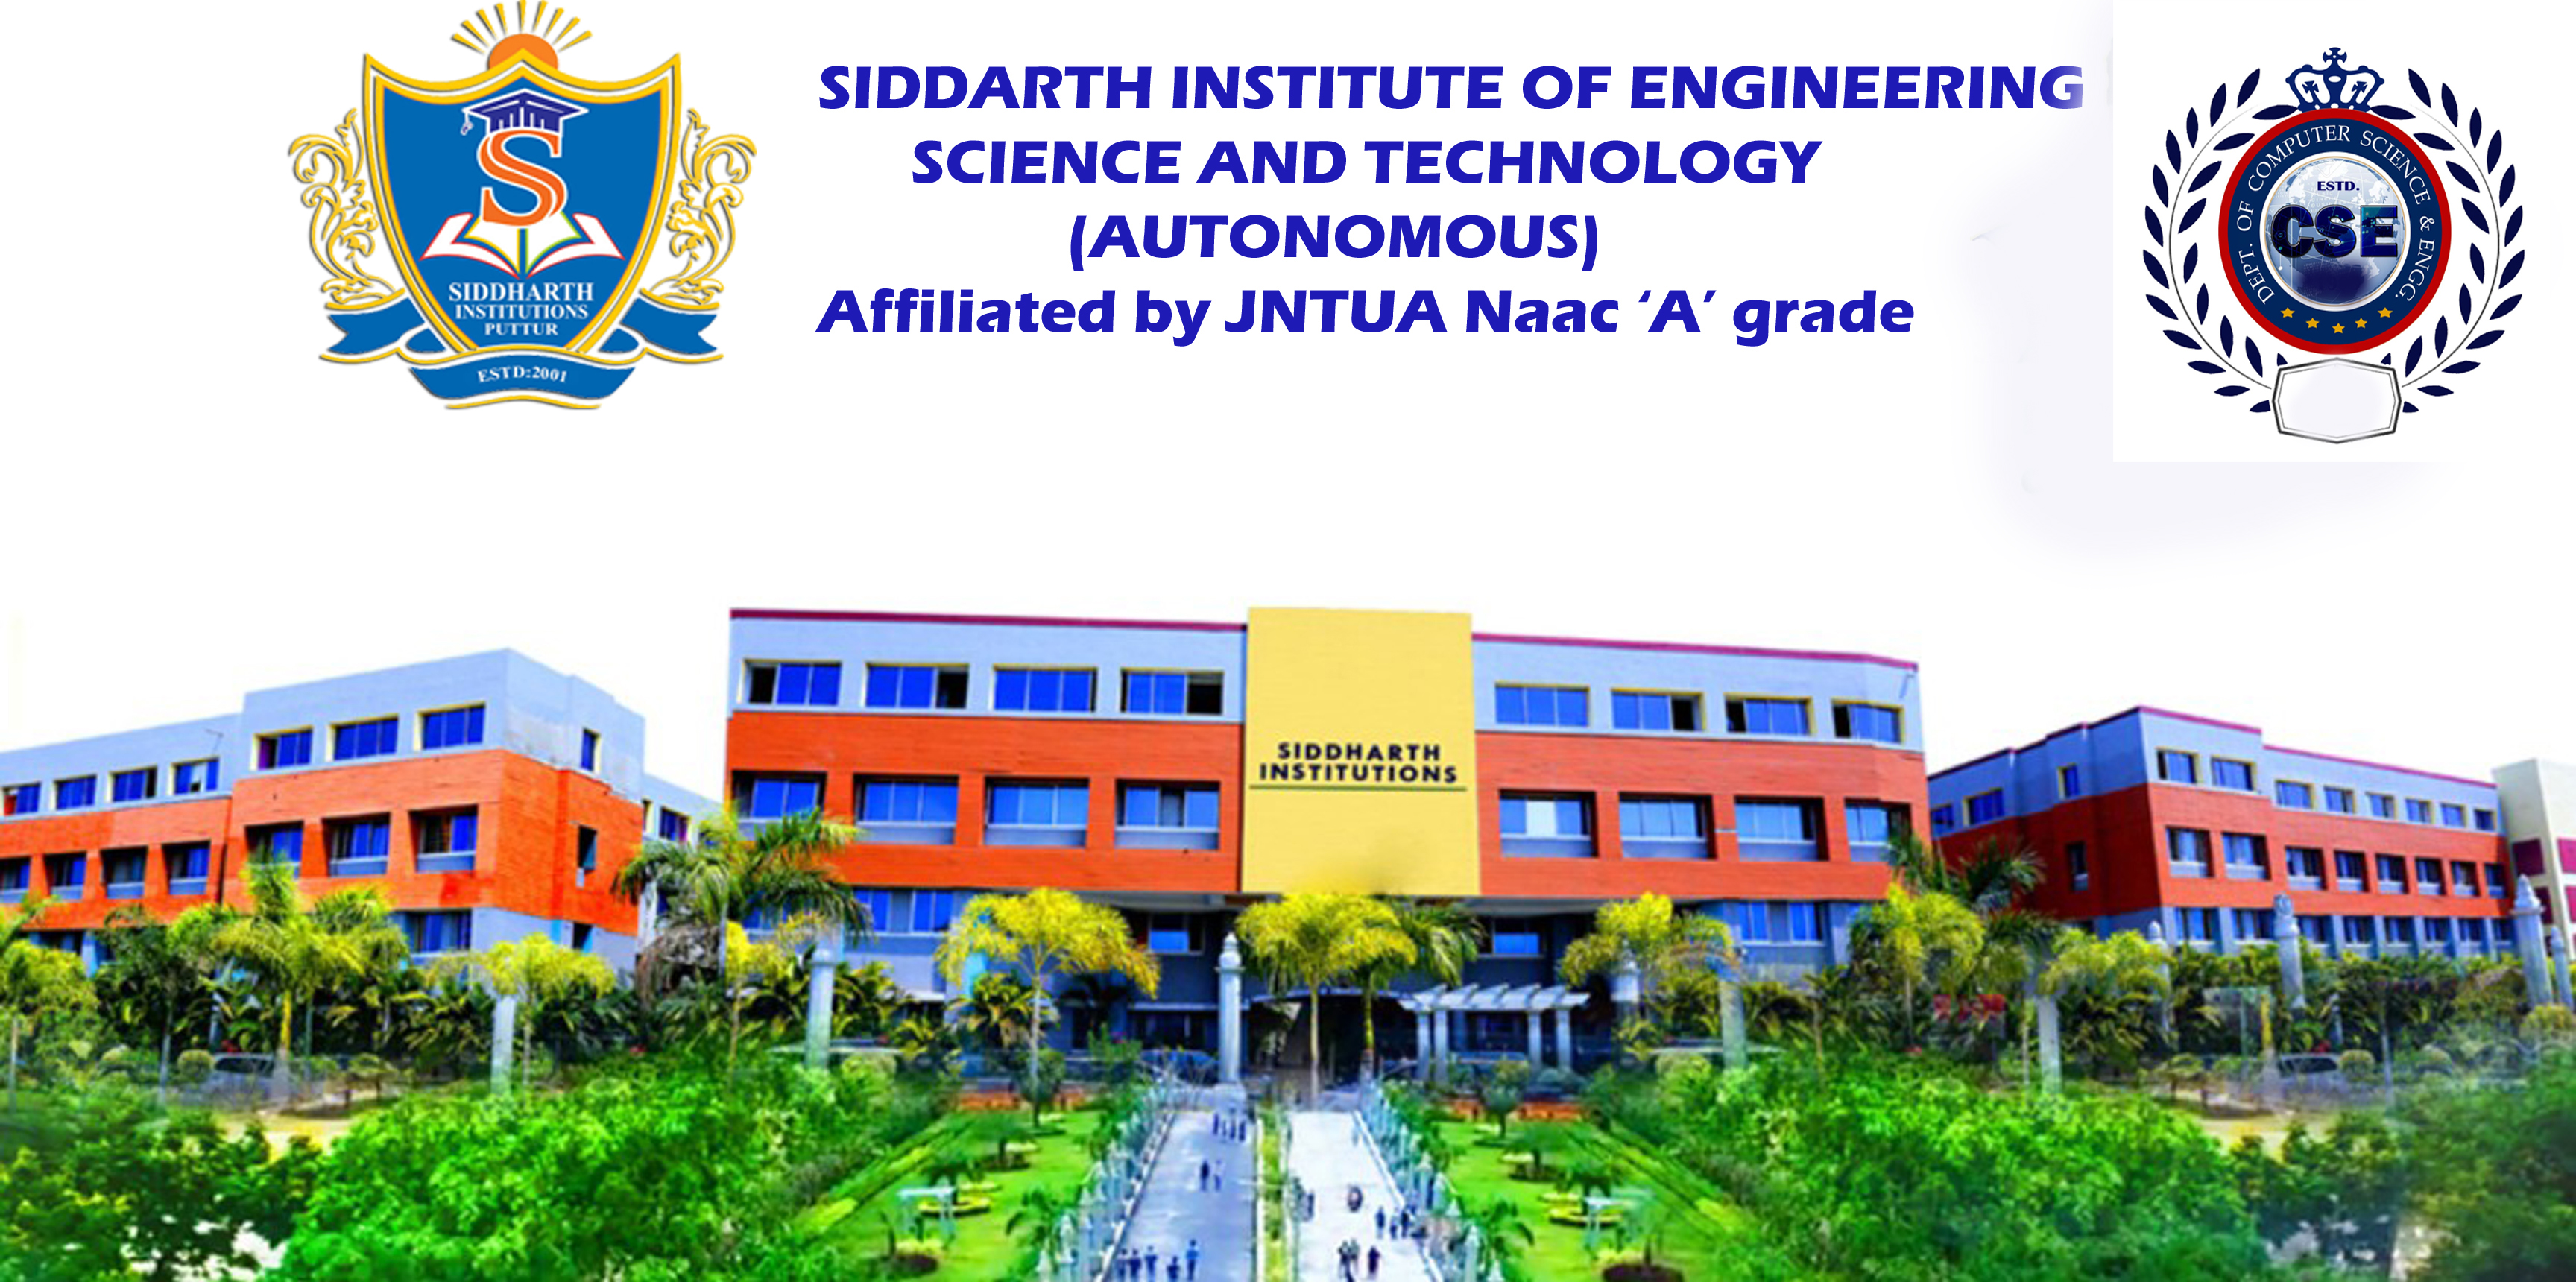 SIDDARTH INSTITUTE OF ENGINEERING
SCIENCE AND TECHNOLOGY
(AUTONOMOUS)
Affiliated by JNTUA Naac ‘A’ grade
S
SIDDHARTH
INSTITUTIONS
PUTTUR
ESTD:2001
DEPT. OF COMPUTER SCIENCE & ENGG.
ESTD.
CSE
SIDDHARTH
INSTITUTIONS